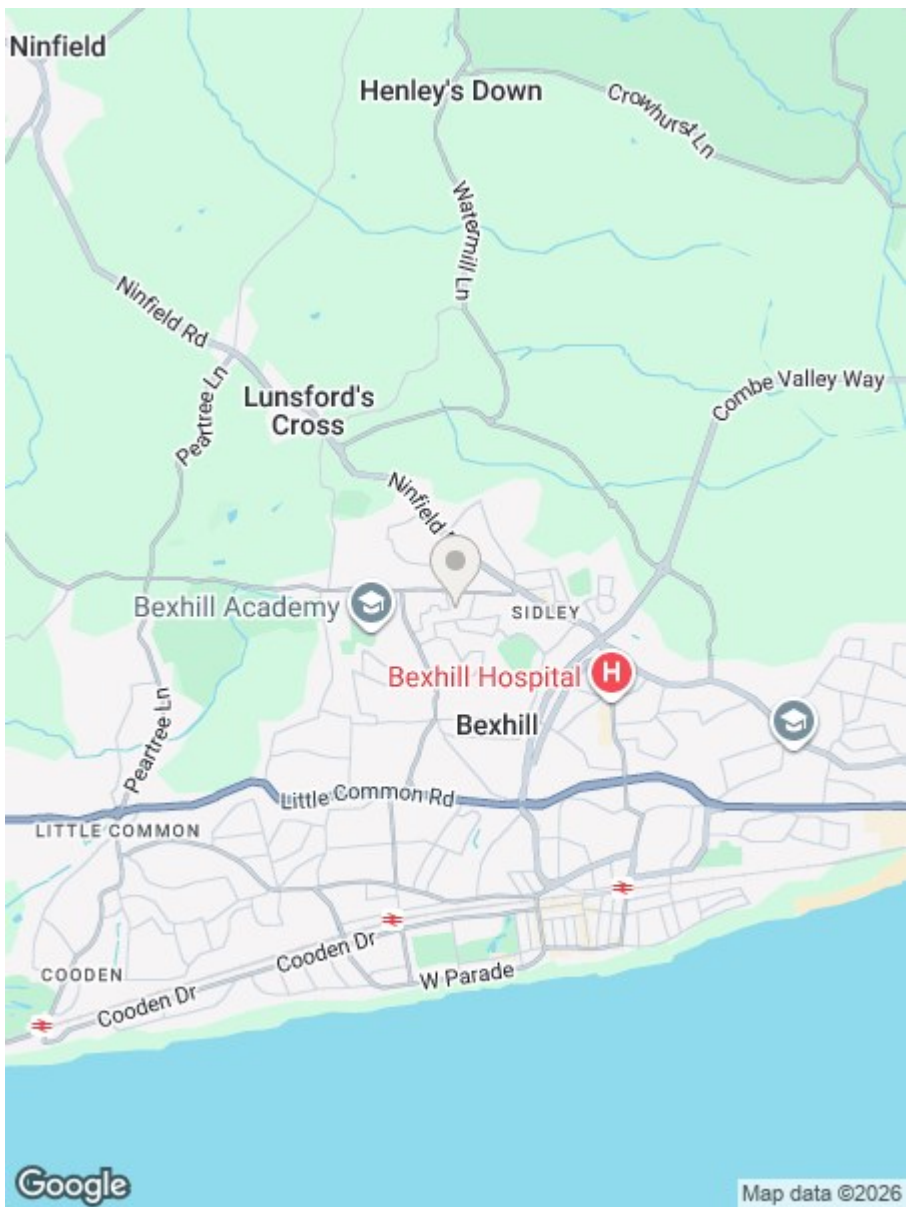 Ninfield
Henley's Down
Crowhurst Ln
Watermill Ln
Ninfield Rd
Combe Valley Way
Peartree Ln
Lunsford's
Cross
Ninfield
Bexhill Academy
SIDLEY
Bexhill Hospital
H
Peartree Ln
Bexhill
Little Common Rd
LITTLE COMMON
Cooden Dr
W Parade
COODEN
Cooden Dr
Google
Map data ©2026